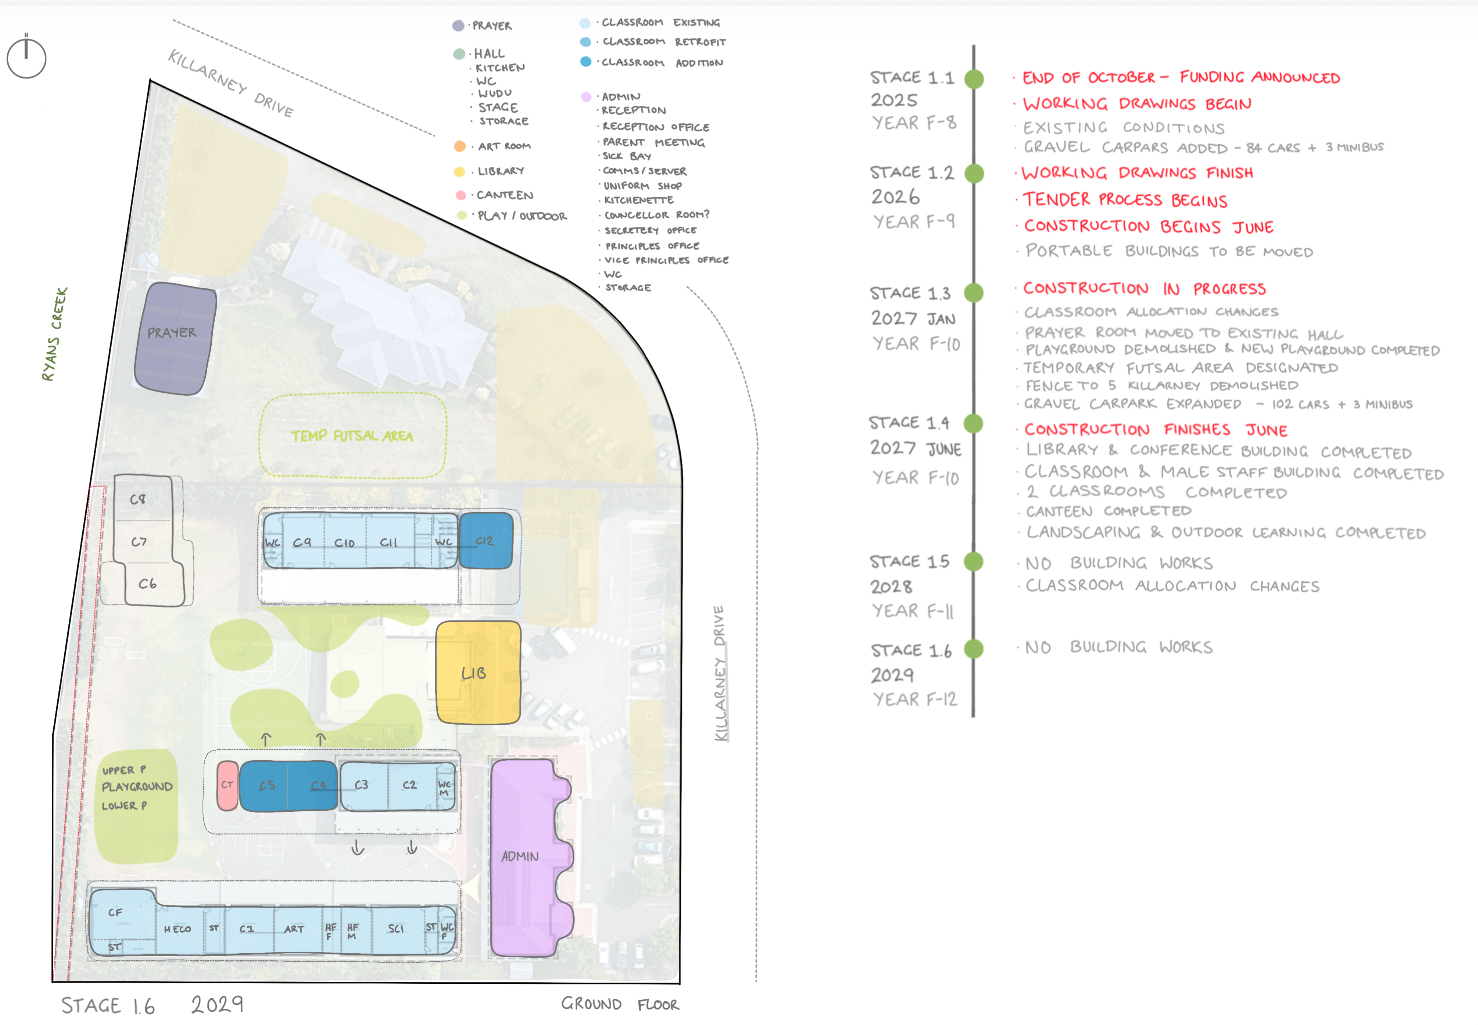 N
KILLARNEY DRIVE
· PRAYER
· HALL
· KITCHEN
· WC
· WUDU
· STAGE
· STORAGE
· ART ROOM
· LIBRARY
· CANTEEN
· PLAY / OUTDOOR
· CLASSROOM EXISTING
· CLASSROOM RETROFIT
· CLASSROOM ADDITION
· ADMIN
· RECEPTION
· RECEPTION OFFICE
· PARENT MEETING
· SICK BAY
· COMMS / SERVER
· UNIFORM SHOP
· KITCHENETTE
· COUNCELLOR ROOM?
· SECRETERY OFFICE
· PRINCIPLES OFFICE
· VICE PRINCIPLES OFFICE
· WC
· STORAGE
RYANS CREEK
PRAYER
TEMP FUTSAL AREA
C8
C7
C6
WC C9 C10 C11 WC C12
LIB
KILLARNEY DRIVE
UPPER P
PLAYGROUND
LOWER P
CT C5 C4 C3 C2 WC M
ADMIN
CF
ST
HECO ST C1 ART HF F HF M SCI ST WC F
STAGE 1.6 2029
GROUND FLOOR
STAGE 1.1
2025
YEAR F-8
· END OF OCTOBER - FUNDING ANNOUNCED
· WORKING DRAWINGS BEGIN
· EXISTING CONDITIONS
· GRAVEL CARPARS ADDED - 84 CARS + 3 MINIBUS
STAGE 1.2
2026
YEAR F-9
· WORKING DRAWINGS FINISH
· TENDER PROCESS BEGINS
· CONSTRUCTION BEGINS JUNE
· PORTABLE BUILDINGS TO BE MOVED
STAGE 1.3
2027 JAN
YEAR F-10
· CONSTRUCTION IN PROGRESS
· CLASSROOM ALLOCATION CHANGES
· PRAYER ROOM MOVED TO EXISTING HALL
· PLAYGROUND DEMOLISHED & NEW PLAYGROUND COMPLETED
· TEMPORARY FUTSAL AREA DESIGNATED
· FENCE TO 5 KILLARNEY DEMOLISHED
· GRAVEL CARPARK EXPANDED - 102 CARS + 3 MINIBUS
STAGE 1.4
2027 JUNE
YEAR F-10
· CONSTRUCTION FINISHES JUNE
· LIBRARY & CONFERENCE BUILDING COMPLETED
· CLASSROOM & MALE STAFF BUILDING COMPLETED
· 2 CLASSROOMS COMPLETED
· CANTEEN COMPLETED
· LANDSCAPING & OUTDOOR LEARNING COMPLETED
STAGE 1.5
2028
YEAR F-11
· NO BUILDING WORKS
· CLASSROOM ALLOCATION CHANGES
STAGE 1.6
2029
YEAR F-12
· NO BUILDING WORKS